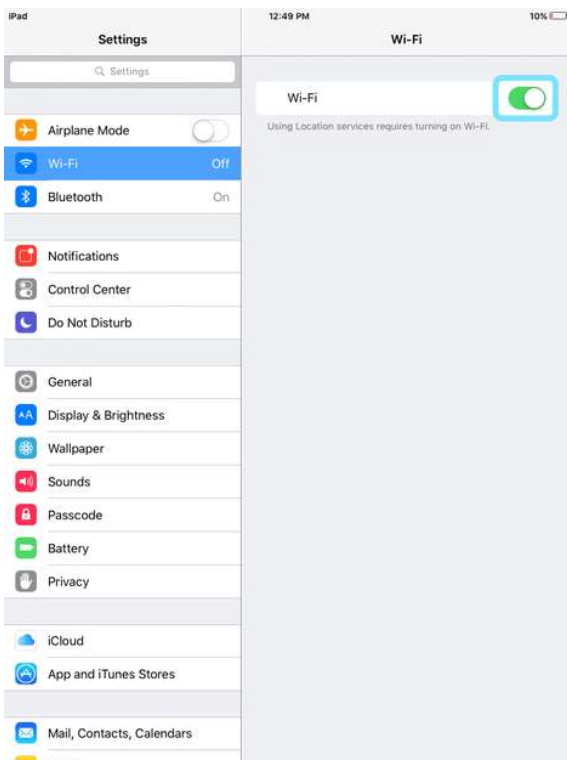 iPad
12:49 PM
10%
Settings
Wi-Fi
Settings
Wi-Fi
Using Location services requires turning on Wi-Fi.
Airplane Mode
Wi-Fi Off
Bluetooth On
Notifications
Control Center
Do Not Disturb
General
AA Display & Brightness
Wallpaper
Sounds
Passcode
Battery
Privacy
iCloud
App and iTunes Stores
Mail, Contacts, Calendars